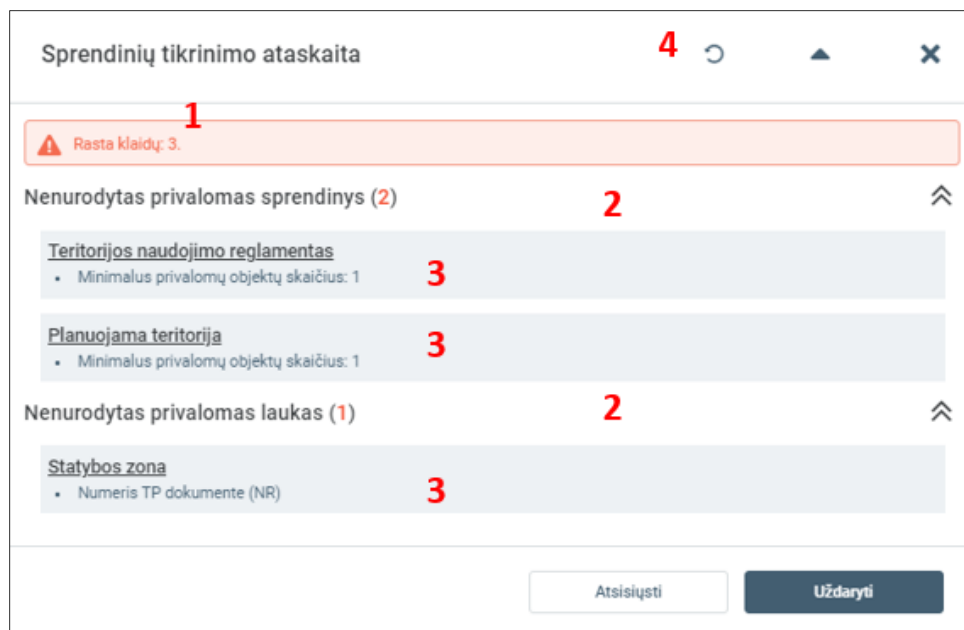 Sprendinių tikrinimo ataskaita 4
1
Rasta klaidų: 3.
Nenurodytas privalomas sprendinys (2) 2
Teritorijos naudojimo reglamentas
• Minimalus privalomų objektų skaičius: 1 3
Planuojama teritorija
• Minimalus privalomų objektų skaičius: 1 3
Nenurodytas privalomas laukas (1) 2
Statybos zona
• Numeris TP dokumente (NR) 3
Atsisiųsti Uždaryti